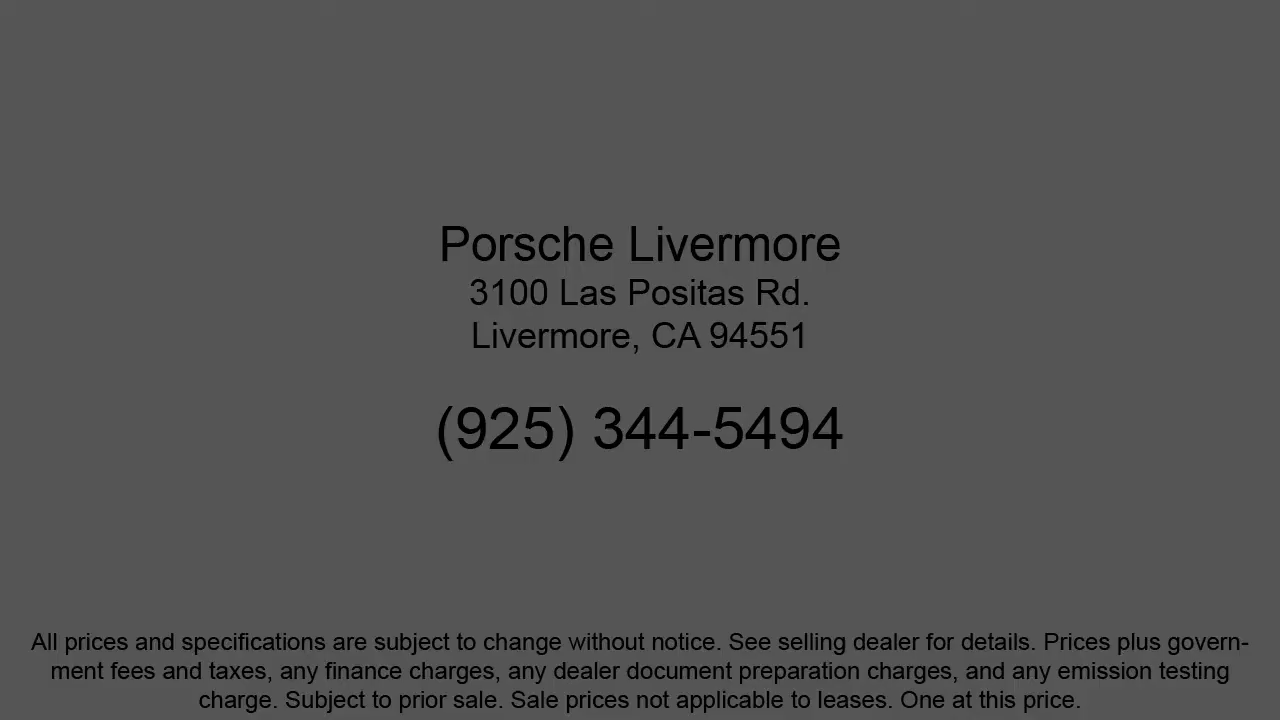 Porsche Livermore
3100 Las Positas Rd.
Livermore, CA 94551
(925) 344-5494
All prices and specifications are subject to change without notice. See selling dealer for details. Prices plus govern-
ment fees and taxes, any finance charges, any dealer document preparation charges, and any emission testing
charge. Subject to prior sale. Sale prices not applicable to leases. One at this price.